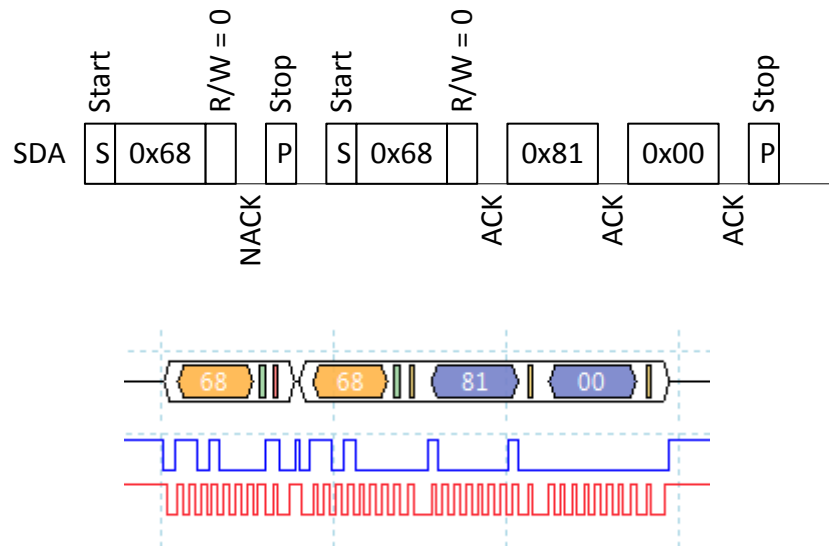 Start R/W = 0 Stop Start R/W = 0 Stop
SDA S 0x68 P S 0x68 0x81 0x00 P
NACK ACK ACK ACK
68 68 81 00